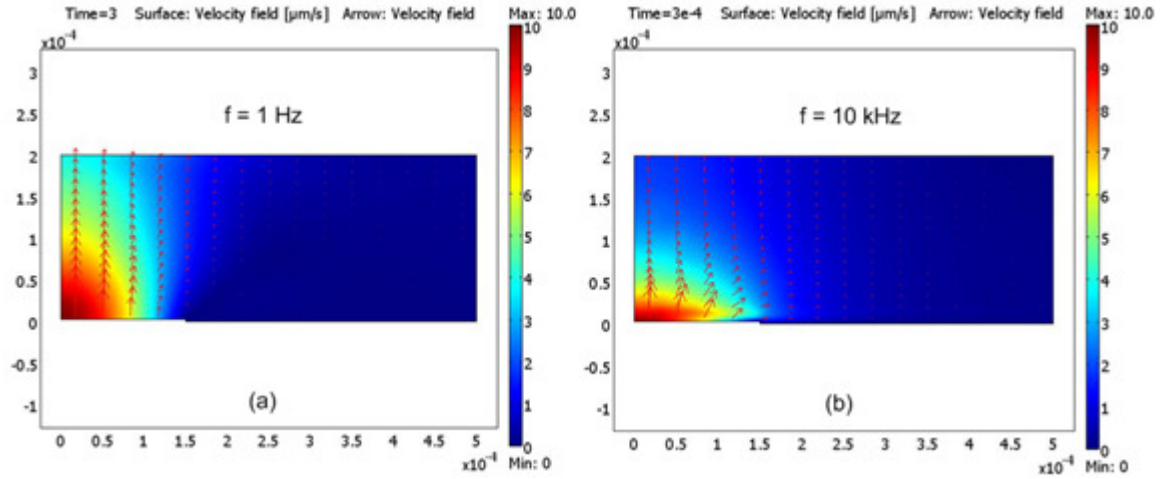 Time=3 Surface: Velocity field [µm/s] Arrow: Velocity field
Max: 10.0
x10⁻⁴
3
2.5
2
1.5
1
0.5
0
-0.5
-1
f = 1 Hz
(a)
0 0.5 1 1.5 2 2.5 3 3.5 4 4.5 5
x10⁻⁴
10
9
8
7
6
5
4
3
2
1
0
Min: 0
Time=3e-4 Surface: Velocity field [µm/s] Arrow: Velocity field
Max: 10.0
x10⁻⁴
3
2.5
2
1.5
1
0.5
0
-0.5
-1
f = 10 kHz
(b)
0 0.5 1 1.5 2 2.5 3 3.5 4 4.5 5
x10⁻⁴
10
9
8
7
6
5
4
3
2
1
0
Min: 0